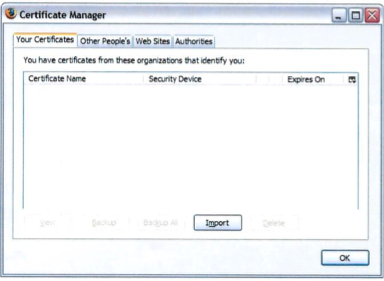 Certificate Manager
Your Certificates Other People's Web Sites Authorities
You have certificates from these organizations that identify you:
Certificate Name Security Device Expires On
View Backup Backup All Import Delete
OK